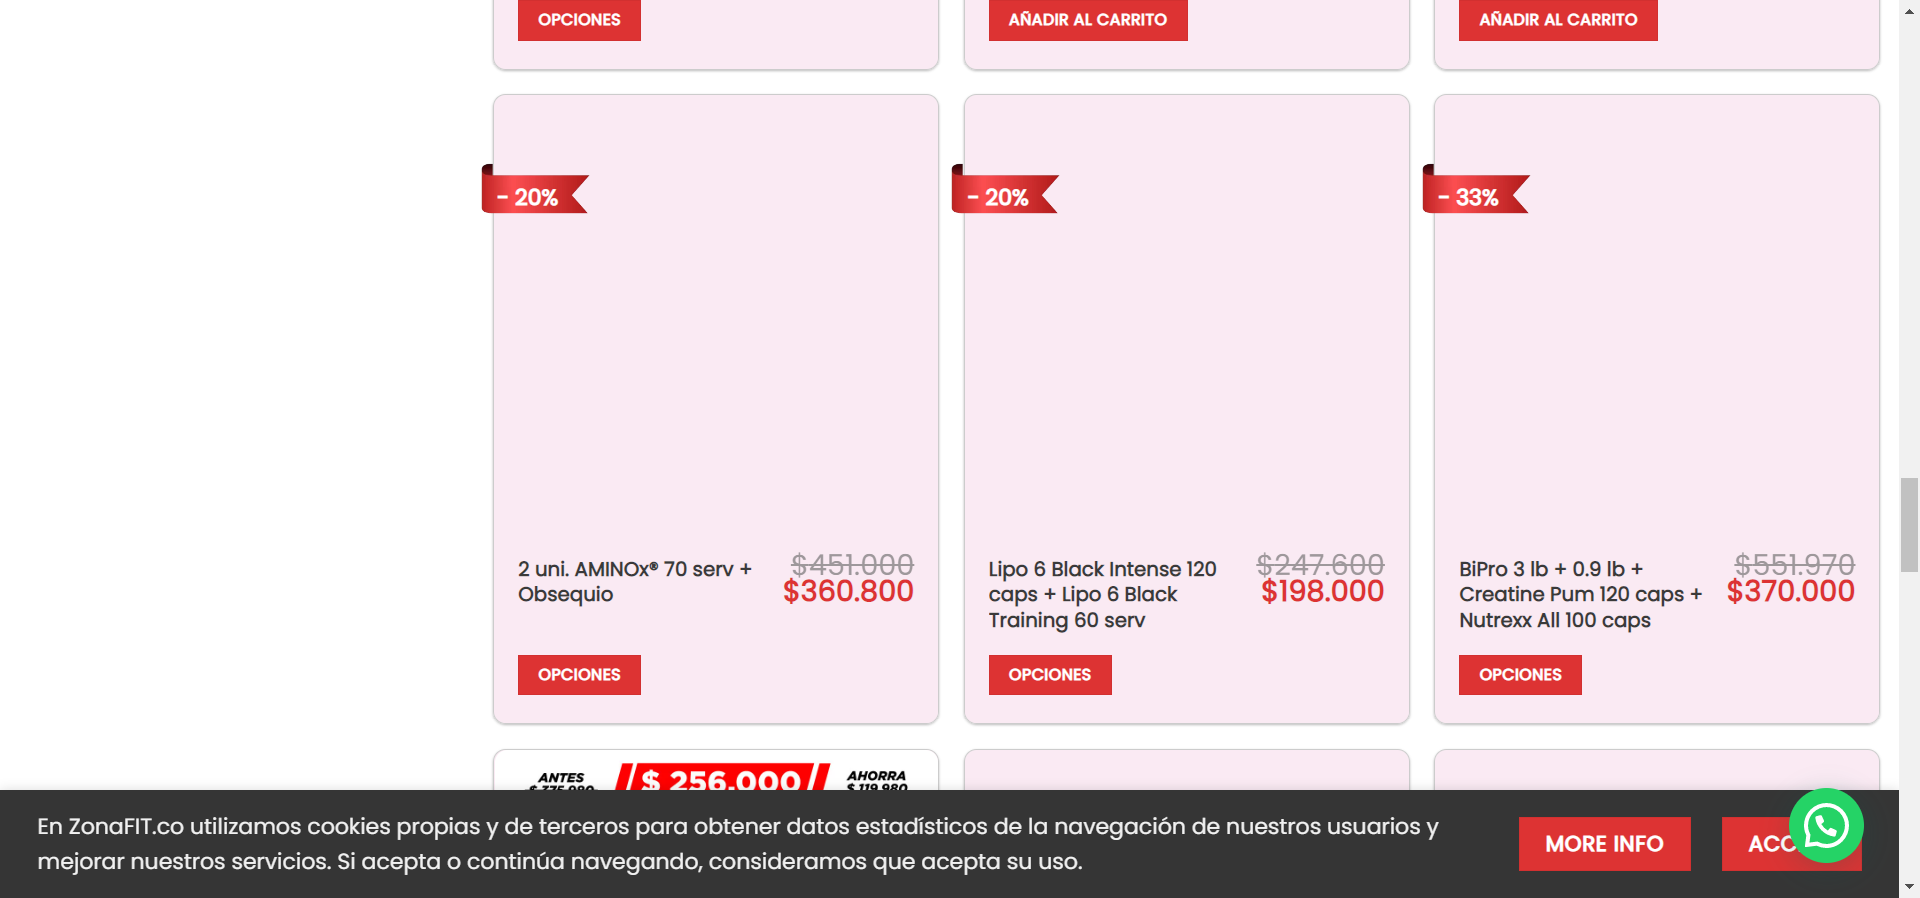 OPCIONES
AÑADIR AL CARRITO
AÑADIR AL CARRITO
- 20%
- 20%
- 33%
2 uni. AMINOx® 70 serv +
Obsequio
$451.000
$360.800
OPCIONES
Lipo 6 Black Intense 120
caps + Lipo 6 Black
Training 60 serv
$247.600
$198.000
OPCIONES
BiPro 3 lb + 0.9 lb +
Creatine Pum 120 caps +
Nutrexx All 100 caps
$551.970
$370.000
OPCIONES
ANTES
$ 256.000
AHORRA
En ZonaFIT.co utilizamos cookies propias y de terceros para obtener datos estadísticos de la navegación de nuestros usuarios y
mejorar nuestros servicios. Si acepta o continúa navegando, consideramos que acepta su uso.
MORE INFO